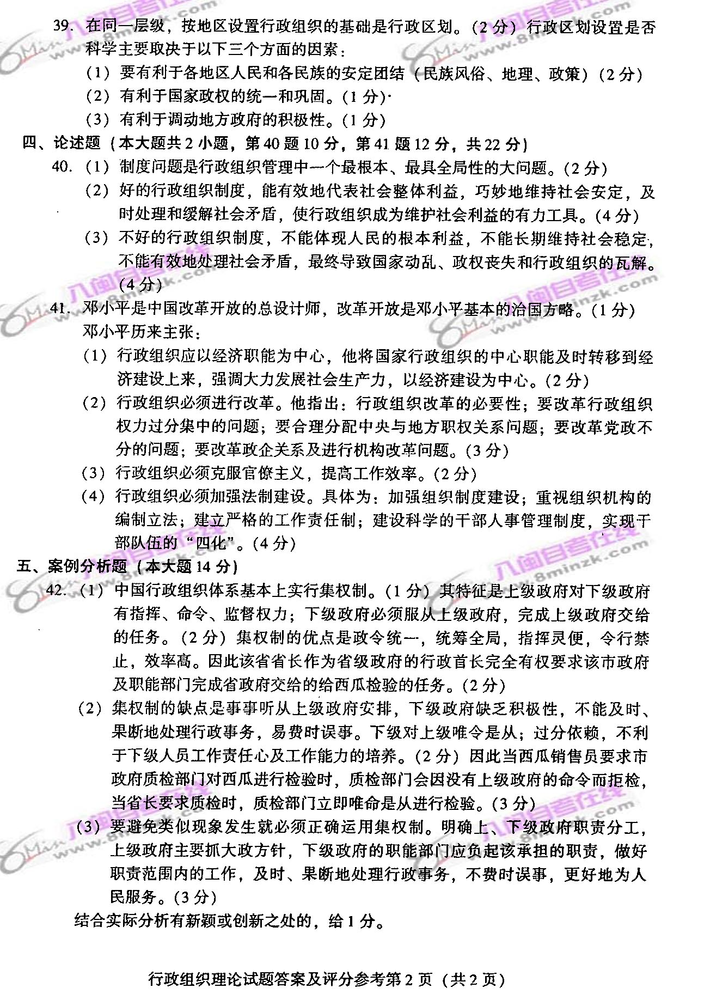 39. 在同一层级，按地区设置行政组织的基础是行政区划。(2分) 行政区划设置是否
科学主要取决于以下三个方面的因素：
(1) 要有利于各地区人民和各民族的安定团结（民族风俗、地理、政策）(2分)
(2) 有利于国家政权的统一和巩固。(1分)
(3) 有利于调动地方政府的积极性。(1分)
四、论述题（本大题共2小题，第40题10分，第41题12分，共22分）
40. (1) 制度问题是行政组织管理中一个最根本、最具全局性的大问题。(2分)
(2) 好的行政组织制度，能有效地代表社会整体利益，巧妙地维持社会安定，及
时处理和缓解社会矛盾，使行政组织成为维护社会利益的有力工具。(4分)
(3) 不好的行政组织制度，不能体现人民的根本利益，不能长期维持社会稳定，
不能有效地处理社会矛盾，最终导致国家动乱、政权丧失和行政组织的瓦解。
(4分)
41. 邓小平是中国改革开放的总设计师，改革开放是邓小平基本的治国方略。(1分)
邓小平历来主张：
(1) 行政组织应以经济职能为中心，他将国家行政组织的中心职能及时转移到经
济建设上来，强调大力发展社会生产力，以经济建设为中心。(2分)
(2) 行政组织必须进行改革。他指出：行政组织改革的必要性；要改革行政组织
权力过分集中的问题；要合理分配中央与地方职权关系问题；要改革党政不
分的问题；要改革政企关系及进行机构改革问题。(3分)
(3) 行政组织必须克服官僚主义，提高工作效率。(2分)
(4) 行政组织必须加强法制建设。具体为：加强组织制度建设；重视组织机构的
编制立法；建立严格的工作责任制；建设科学的干部人事管理制度，实现干
部队伍的“四化”。(4分)
五、案例分析题（本大题14分）
42. (1) 中国行政组织体系基本上实行集权制。(1分) 其特征是上级政府对下级政府
有指挥、命令、监督权力；下级政府必须服从上级政府，完成上级政府交给
的任务。(2分) 集权制的优点是政令统一，统筹全局，指挥灵便，令行禁
止，效率高。因此该省省长作为省级政府的行政首长完全有权要求该市政府
及职能部门完成省政府交给的给西瓜检验的任务。(2分)
(2) 集权制的缺点是事事听从上级政府安排，下级政府缺乏积极性，不能及时、
果断地处理行政事务，易费时误事。下级对上级唯令是从；过分依赖，不利
于下级人员工作责任心及工作能力的培养。(2分) 因此当西瓜销售员要求市
政府质检部门对西瓜进行检验时，质检部门会因没有上级政府的命令而拒检，
当省长要求质检时，质检部门立即唯命是从进行检验。(3分)
(3) 要避免类似现象发生就必须正确运用集权制。明确上、下级政府职责分工，
上级政府主要抓大政方针，下级政府的职能部门应负起该承担的职责，做好
职责范围内的工作，及时、果断地处理行政事务，不费时误事，更好地为人
民服务。(3分)
结合实际分析有新颖或创新之处的，给1分。
行政组织理论试题答案及评分参考第2页（共2页）